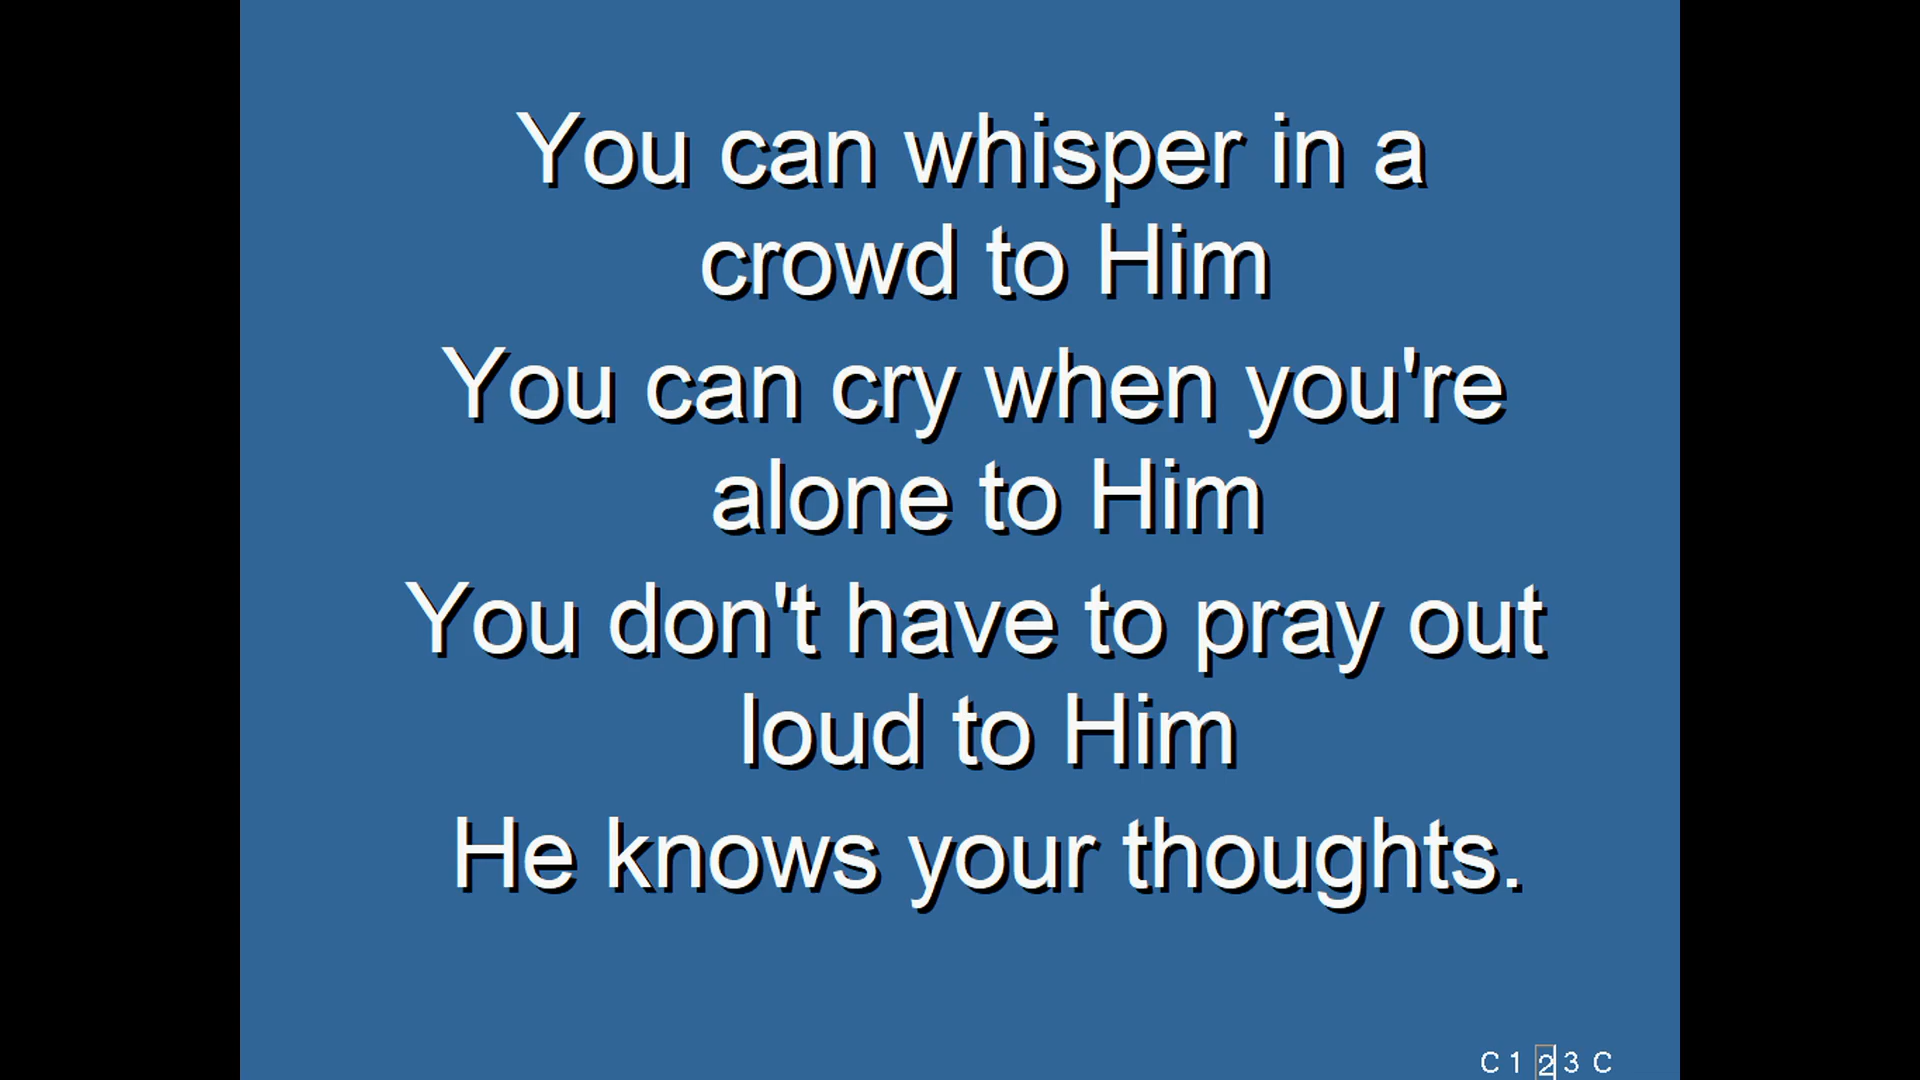 You can whisper in a
crowd to Him
You can cry when you're
alone to Him
You don't have to pray out
loud to Him
He knows your thoughts.
C 1 2 3 C